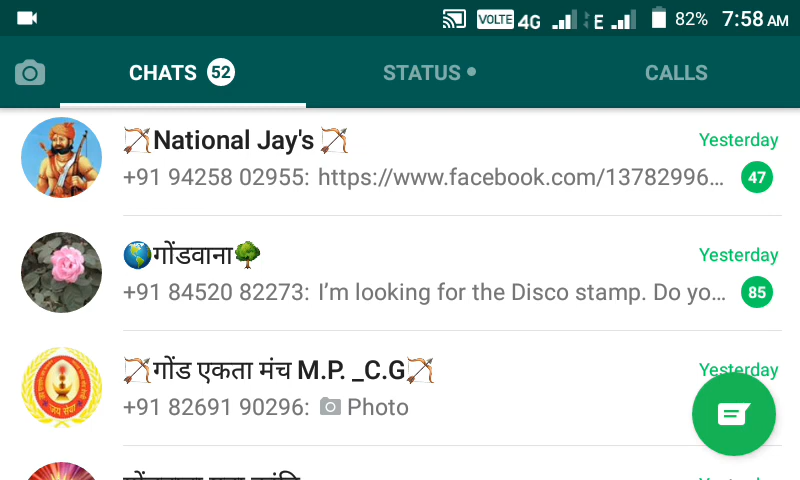 VOLTE 4G E 82% 7:58 AM
CHATS 52 STATUS CALLS
🏹National Jay's 🏹 Yesterday
+91 94258 02955: https://www.facebook.com/13782996... 47
🌎गोंडवाना🌳 Yesterday
+91 84520 82273: I'm looking for the Disco stamp. Do yo... 85
🏹गोंड एकता मंच M.P. _C.G🏹 Yesterday
+91 82691 90296: Photo